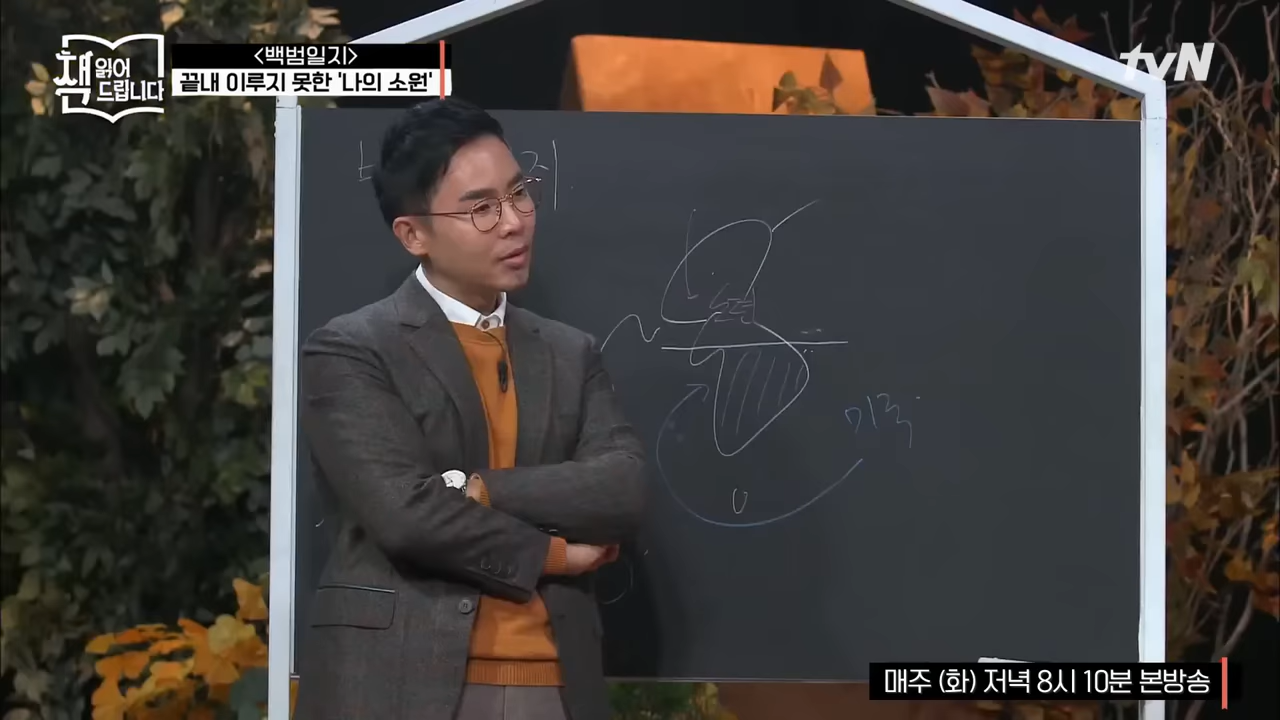 책 읽어
드립니다
<백범일지>
끝내 이루지 못한 '나의 소원'
tvN
미국
매주 (화) 저녁 8시 10분 본방송